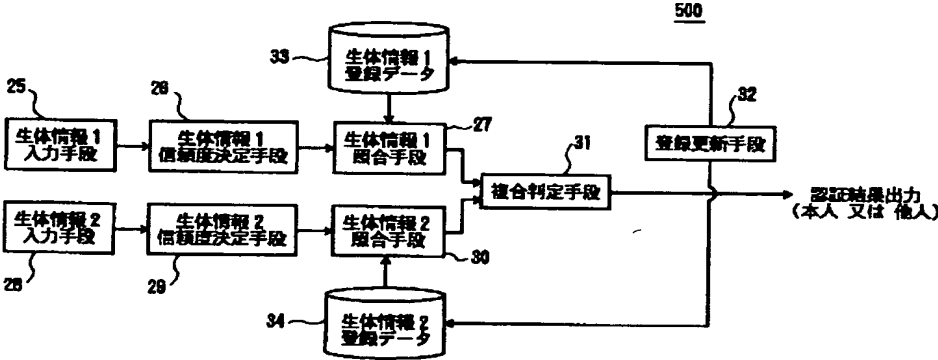 500
33
生体情報1
登録データ
25
26
27
32
生体情報1
入力手段
生体情報1
信頼度決定手段
生体情報1
照合手段
31
登録更新手段
複合判定手段
認証結果出力
(本人 又は 他人)
生体情報2
入力手段
生体情報2
信頼度決定手段
生体情報2
照合手段
28
29
30
34
生体情報2
登録データ